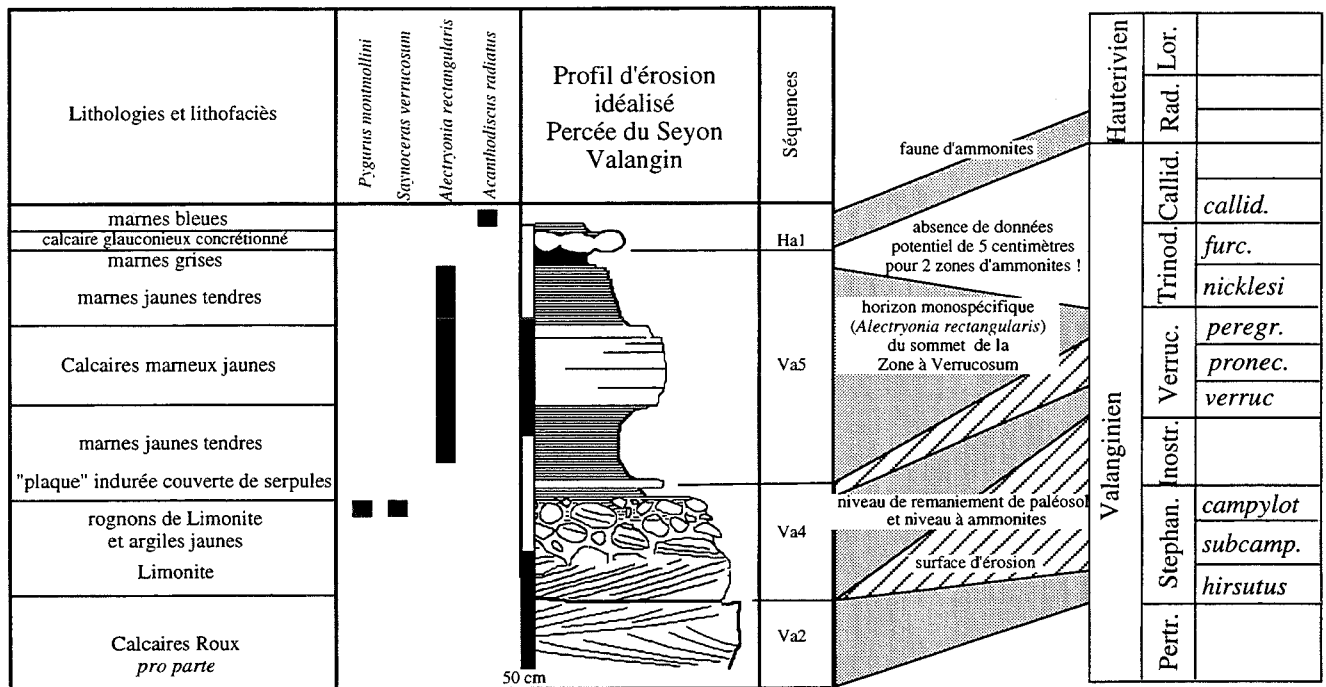 Lithologies et lithofaciès
Pygurus montmollini
Saynoceras verrucosum
Alectryonia rectangularis
Acanthodiscus radiatus
Profil d'érosion
idéalisé
Percée du Seyon
Valangin
Séquences
marnes bleues
calcaire glauconieux concrétionné
marnes grises
marnes jaunes tendres
Calcaires marneux jaunes
marnes jaunes tendres
"plaque" indurée couverte de serpules
rognons de Limonite
et argiles jaunes
Limonite
Calcaires Roux
pro parte
50 cm
Ha1
Va5
Va4
Va2
faune d'ammonites
absence de données
potentiel de 5 centimètres
pour 2 zones d'ammonites !
horizon monospécifique
(Alectryonia rectangularis)
du sommet de la
Zone à Verrucosum
niveau de remaniement de paléosol
et niveau à ammonites
surface d'érosion
Hauterivien
Valanginien
Lor.
Rad.
Callid.
Trinod.
Verruc.
Inostr.
Stephan.
Pertr.
callid.
furc.
nicklesi
peregr.
pronec.
verruc
campylot
subcamp.
hirsutus